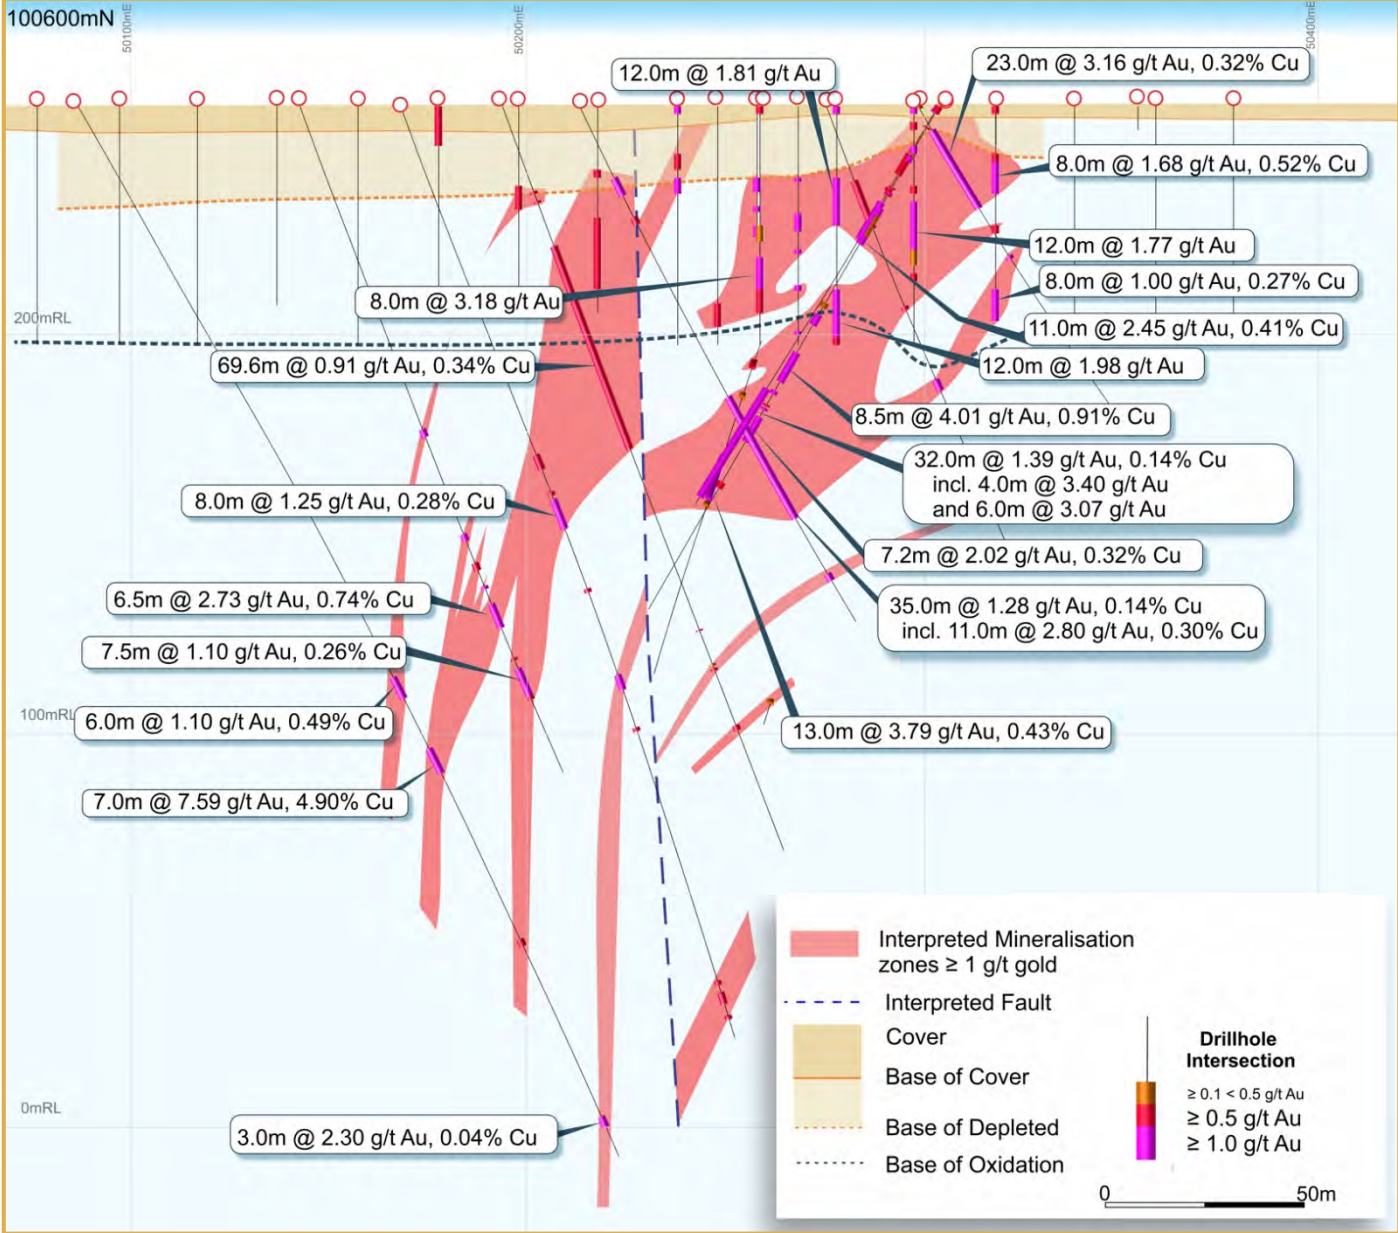 100600mN
50100mE
50200mE
50400mE
12.0m @ 1.81 g/t Au
23.0m @ 3.16 g/t Au, 0.32% Cu
8.0m @ 1.68 g/t Au, 0.52% Cu
12.0m @ 1.77 g/t Au
8.0m @ 1.00 g/t Au, 0.27% Cu
8.0m @ 3.18 g/t Au
200mRL
11.0m @ 2.45 g/t Au, 0.41% Cu
69.6m @ 0.91 g/t Au, 0.34% Cu
12.0m @ 1.98 g/t Au
8.5m @ 4.01 g/t Au, 0.91% Cu
32.0m @ 1.39 g/t Au, 0.14% Cu
incl. 4.0m @ 3.40 g/t Au
and 6.0m @ 3.07 g/t Au
8.0m @ 1.25 g/t Au, 0.28% Cu
7.2m @ 2.02 g/t Au, 0.32% Cu
6.5m @ 2.73 g/t Au, 0.74% Cu
35.0m @ 1.28 g/t Au, 0.14% Cu
incl. 11.0m @ 2.80 g/t Au, 0.30% Cu
7.5m @ 1.10 g/t Au, 0.26% Cu
100mRL
6.0m @ 1.10 g/t Au, 0.49% Cu
13.0m @ 3.79 g/t Au, 0.43% Cu
7.0m @ 7.59 g/t Au, 4.90% Cu
0mRL
3.0m @ 2.30 g/t Au, 0.04% Cu
Interpreted Mineralisation
zones ≥ 1 g/t gold
Interpreted Fault
Cover
Base of Cover
Base of Depleted
Base of Oxidation
Drillhole
Intersection
≥ 0.1 < 0.5 g/t Au
≥ 0.5 g/t Au
≥ 1.0 g/t Au
0 50m